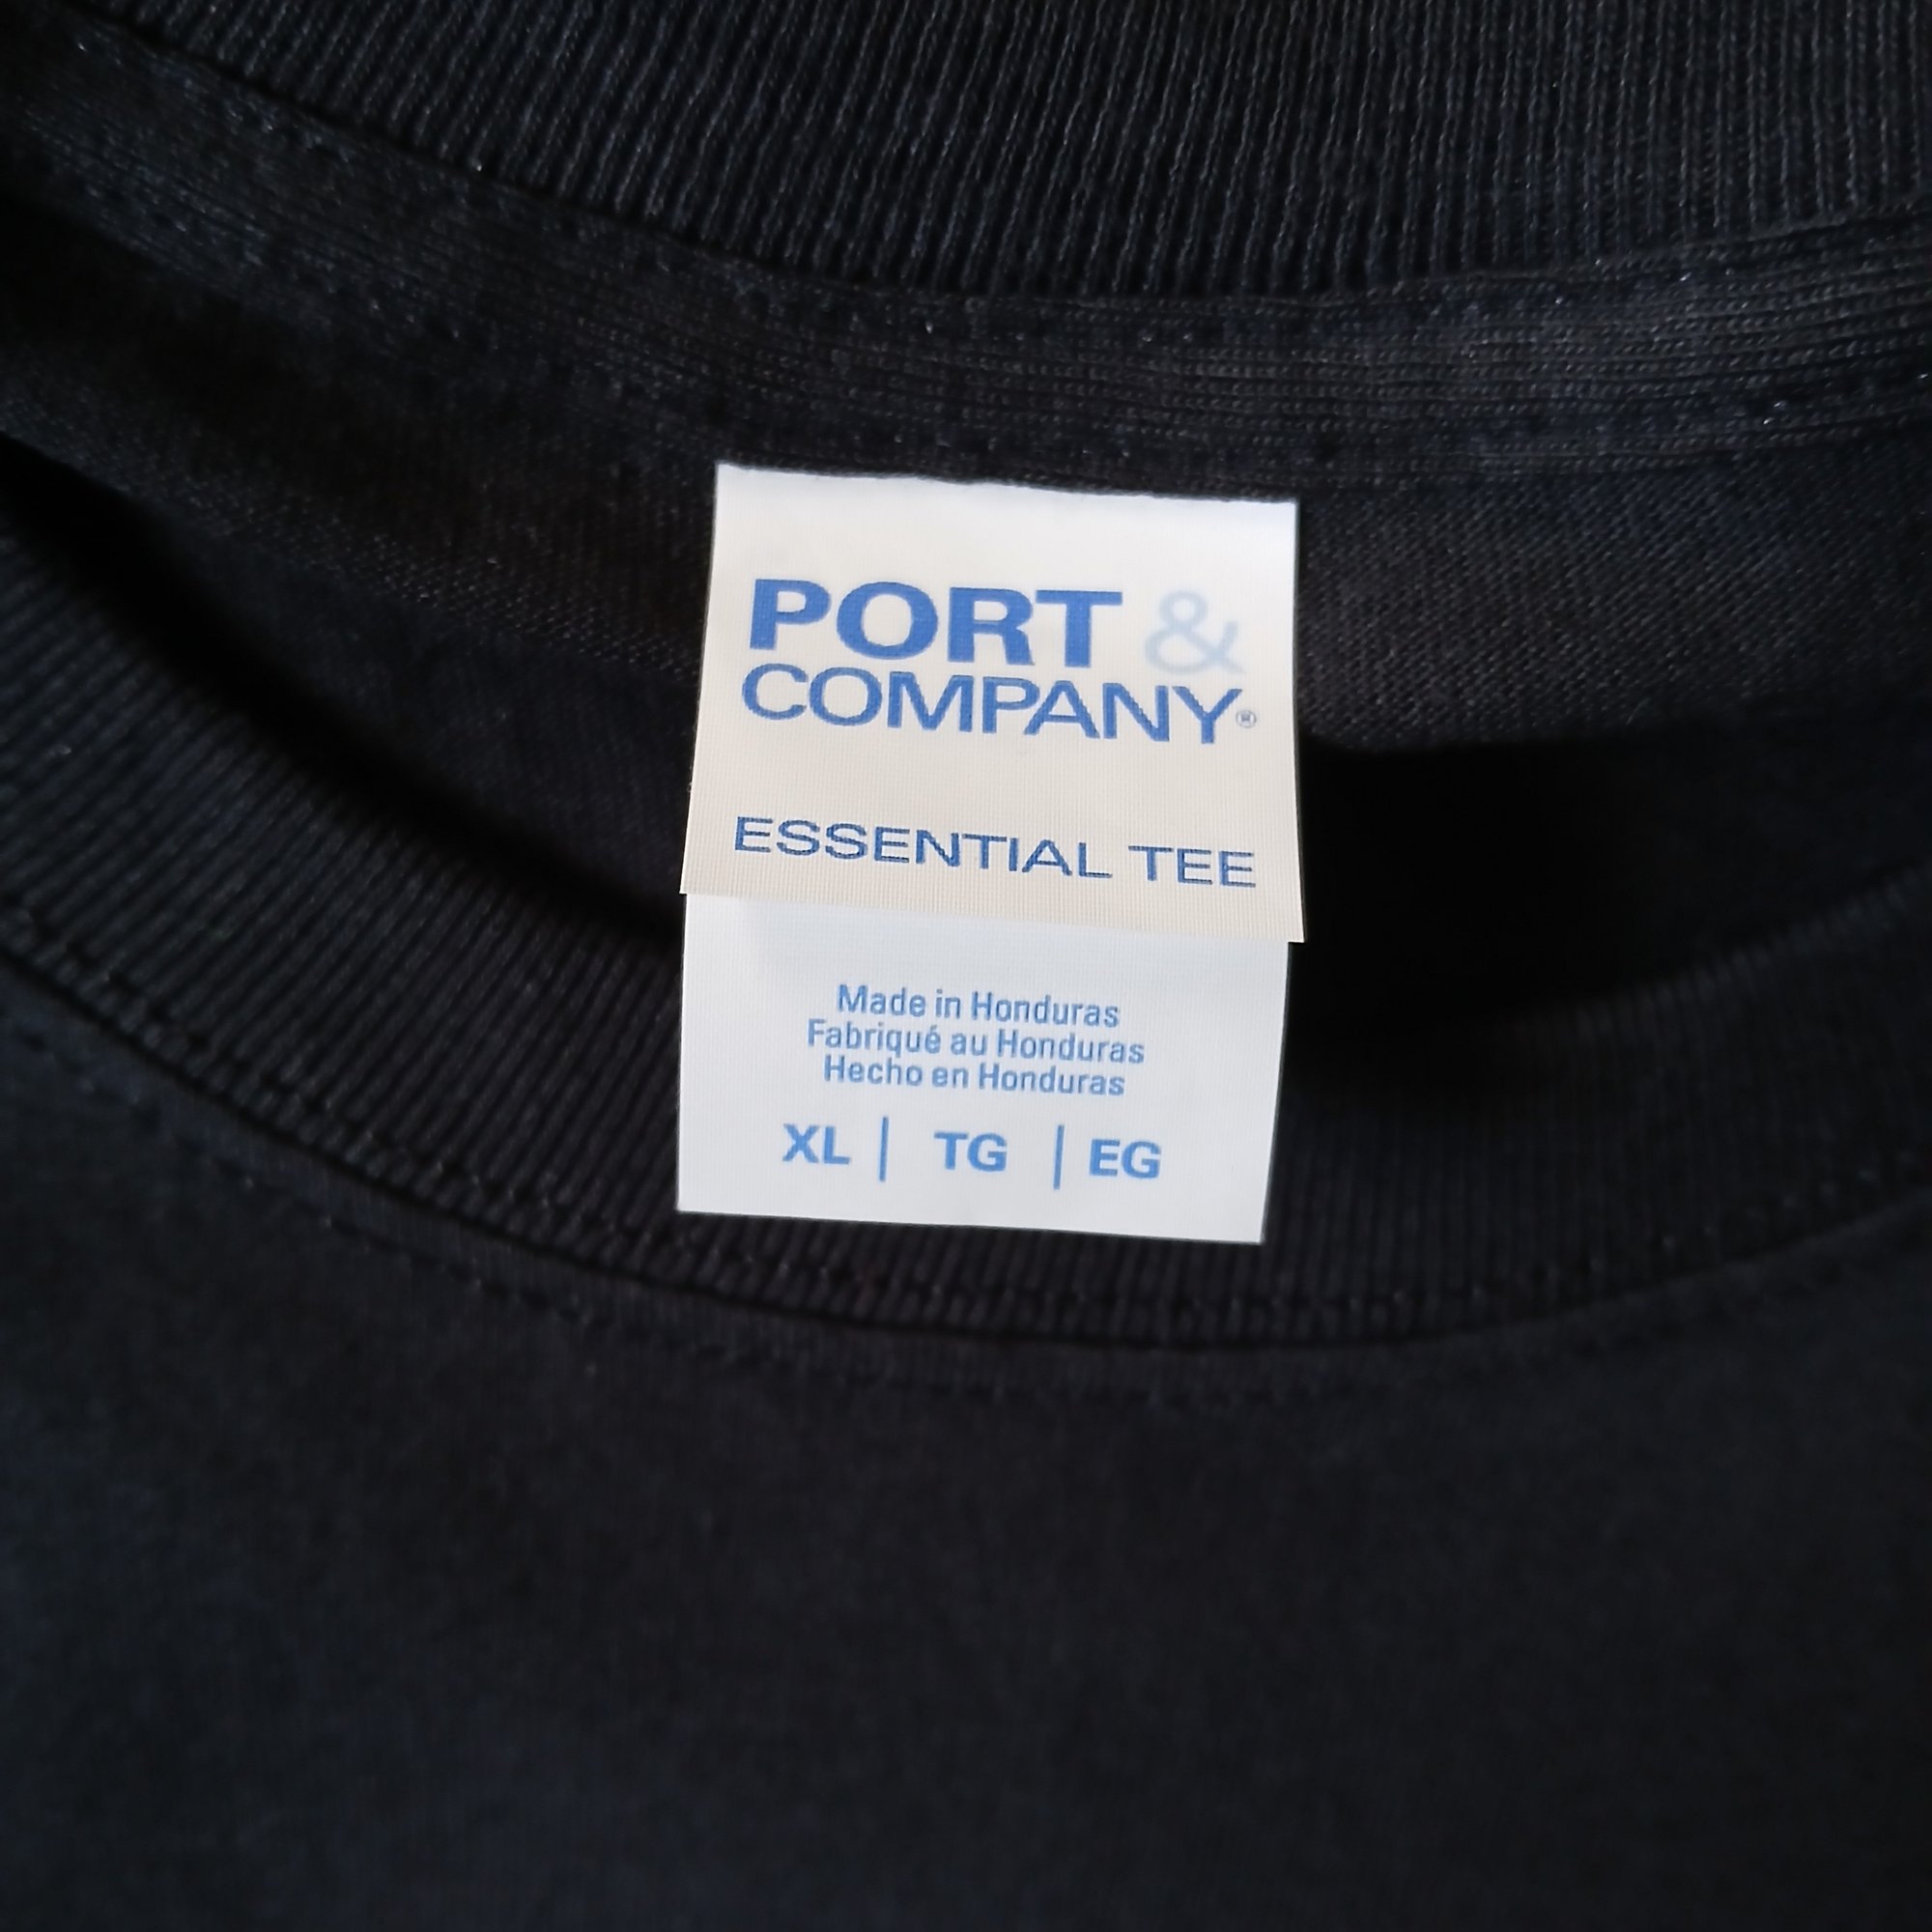 PORT &
COMPANY®
ESSENTIAL TEE
Made in Honduras
Fabriqué au Honduras
Hecho en Honduras
XL | TG | EG